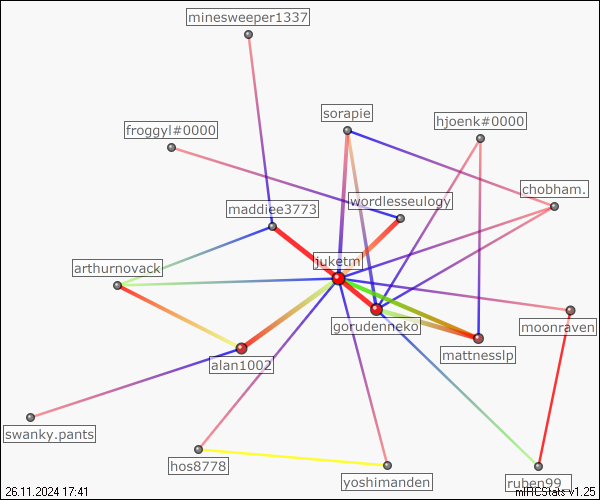 minesweeper1337
sorapie
hjoenk#0000
froggyl#0000
chobham.
wordlesseulogy
maddiee3773
juketm
arthurnovack
gorudenneko
moonraven
mattnesslp
alan1002
swanky.pants
hos8778
yoshimanden
ruben99_
26.11.2024 17:41
mIRCStats v1.25